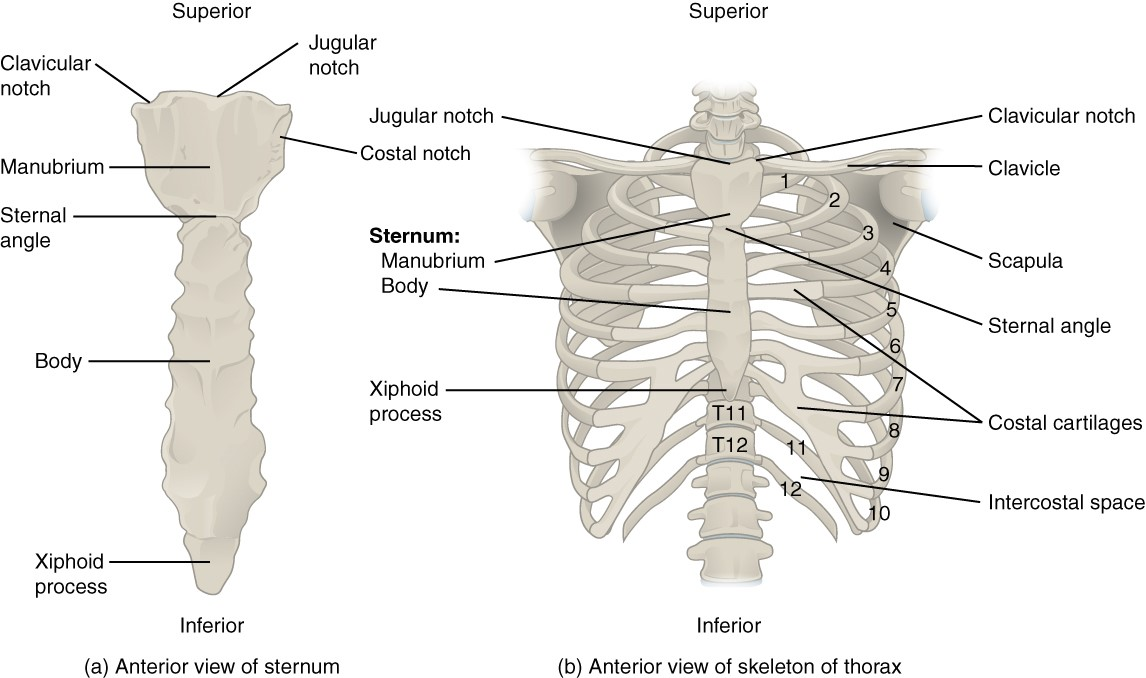 Superior
Jugular
notch
Clavicular
notch
Costal notch
Manubrium
Sternal
angle
Body
Xiphoid
process
Inferior
(a) Anterior view of sternum
Superior
Jugular notch
Clavicular notch
Clavicle
1
2
3
4
5
6
7
8
9
10
11
12
Sternum:
Manubrium
Body
Scapula
Sternal angle
Xiphoid
process
T11
T12
Costal cartilages
Intercostal space
Inferior
(b) Anterior view of skeleton of thorax